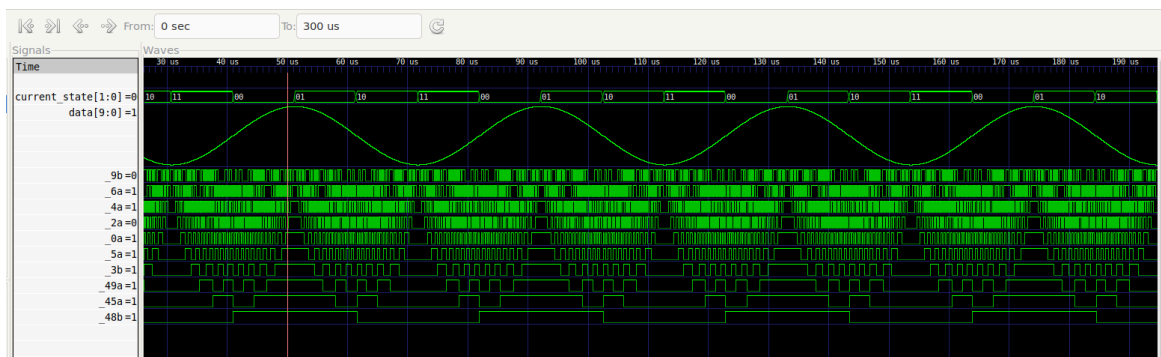 From: 0 sec To: 300 us
Signals Waves
Time 30 us 40 us 50 us 60 us 70 us 80 us 90 us 100 us 110 us 120 us 130 us 140 us 150 us 160 us 170 us 180 us 190 us
current_state[1:0]=0 10 11 00 01 10 11 00 01 10 11 00 01 10 11 00 01 10
data[9:0]=1
_9b=0
6a=1
_4a=1
_2a=0
_0a=1
_5a=1
_3b=1
_49a=1
_45a=1
_48b=1